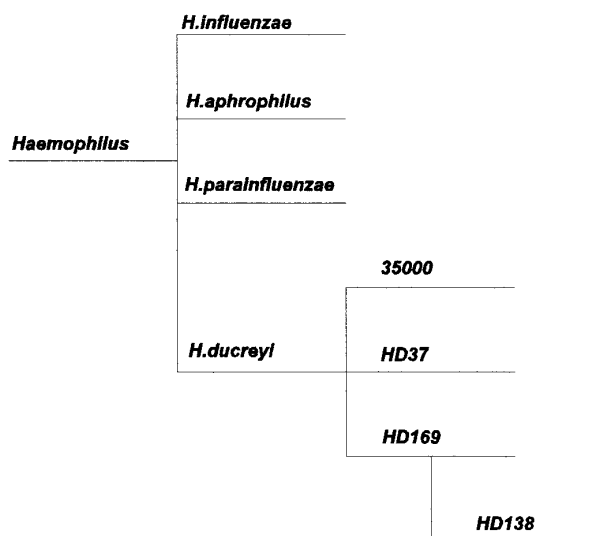 H.influenzae
H.aphrophilus
Haemophilus
H.parainfluenzae
35000
H.ducreyi
HD37
HD169
HD138